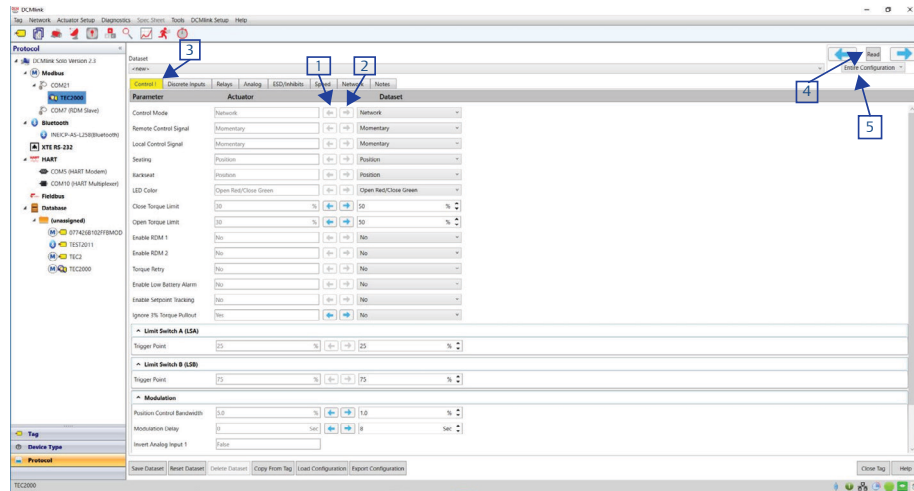 DCMlink
Tag Network Actuator Setup Diagnostics Spec Sheet Tools DCMlink Setup Help
Protocol
DCMlink Solo Version 2.3
Modbus
COM21
TEC2000
COM7 (RDM Slave)
Bluetooth
XTE RS-232
HART
COM5 (HART Modem)
COM10 (HART Multiplexer)
Fieldbus
Database
(unassigned)
077426B102FFBMOD
TEST2011
TEC3
TEC2000
Tag
Device Type
Protocol
TEC2000
3
1
2
4
5
Dataset
<new>
Read
Entire Configuration
Control ! Discrete Inputs Relays Analog ESD/Inhibits Speed Network Notes
Parameter Actuator Dataset
Control Mode Network Network
Remote Control Signal Momentary Momentary
Local Control Signal Momentary Momentary
Seating Position Position
Backseat Position Position
LED Color Open Red/Close Green Open Red/Close Green
Close Torque Limit 30 % 50 %
Open Torque Limit 30 % 50 %
Enable RDM 1 No No
Enable RDM 2 No No
Torque Retry No No
Enable Low Battery Alarm No No
Enable Setpoint Tracking No No
Ignore 3% Torque Pullout Yes No
Limit Switch A (LSA)
Trigger Point 25 % 25 %
Limit Switch B (LSB)
Trigger Point 75 % 75 %
Modulation
Position Control Bandwidth 5.0 % 1.0 %
Modulation Delay Sec 8 Sec
Invert Analog Input 1 False
Save Dataset Reset Dataset Delete Dataset Copy From Tag Load Configuration Export Configuration Close Tag Help